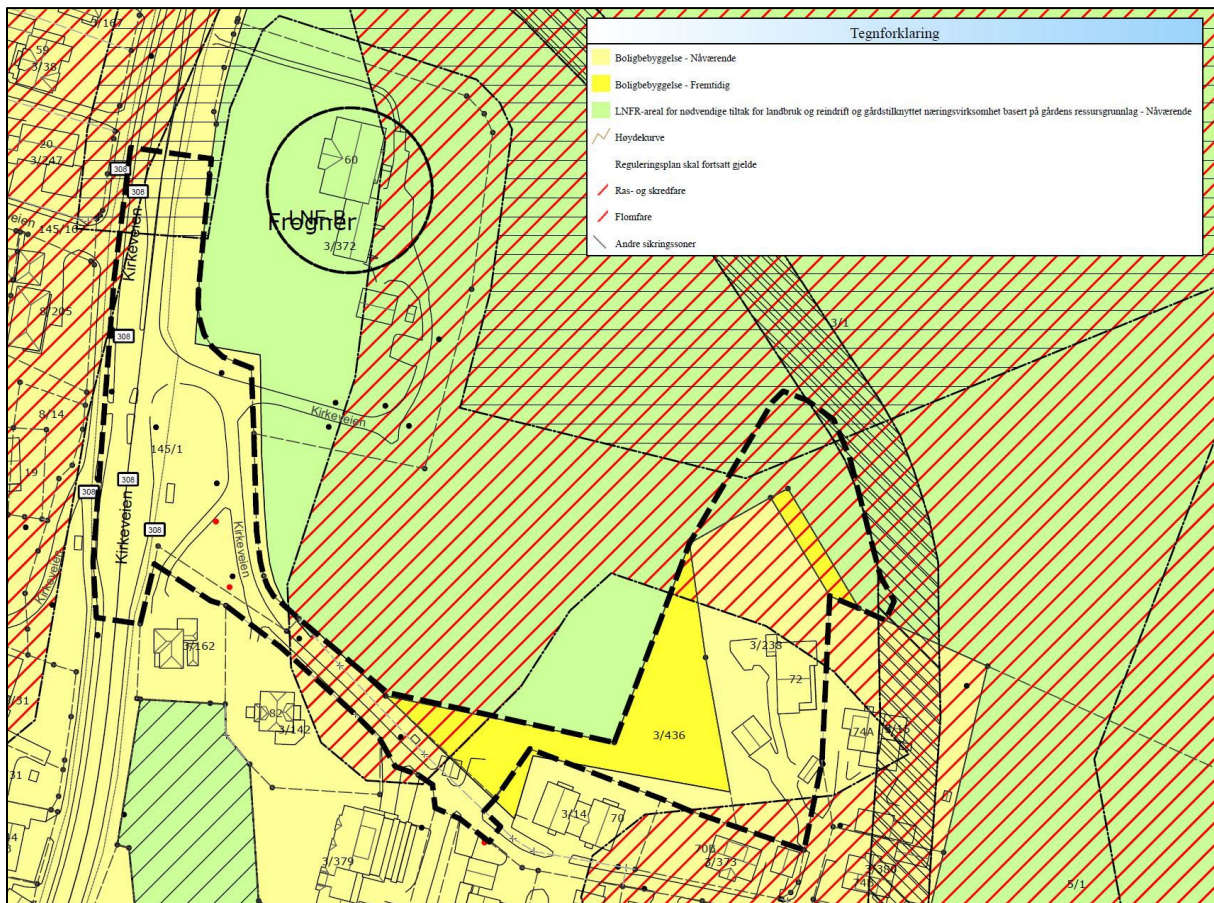 Tegnforklaring
Boligbebyggelse - Nåværende
Boligbebyggelse - Fremtidig
LNFR-areal for nødvendige tiltak for landbruk og reindrift og gårdstilknyttet næringsvirksomhet basert på gårdens ressursgrunnlag - Nåværende
Høydekurve
Reguleringsplan skal fortsatt gjelde
Ras- og skredfare
Flomfare
Andre sikringssoner
59
3/38
20
3/247
308
308
Kirkeveien
60
LNF-B
Frogner
3/372
8/205
308
3/1
Kirkeveien
8/14
19
145/1
308
308
308
Kirkeveien
Kirkeveien
Kirkeveien
3/162
82
3/142
3/238
72
3/436
74A
3/14
70
3/379
70B
3/373
5/1
31